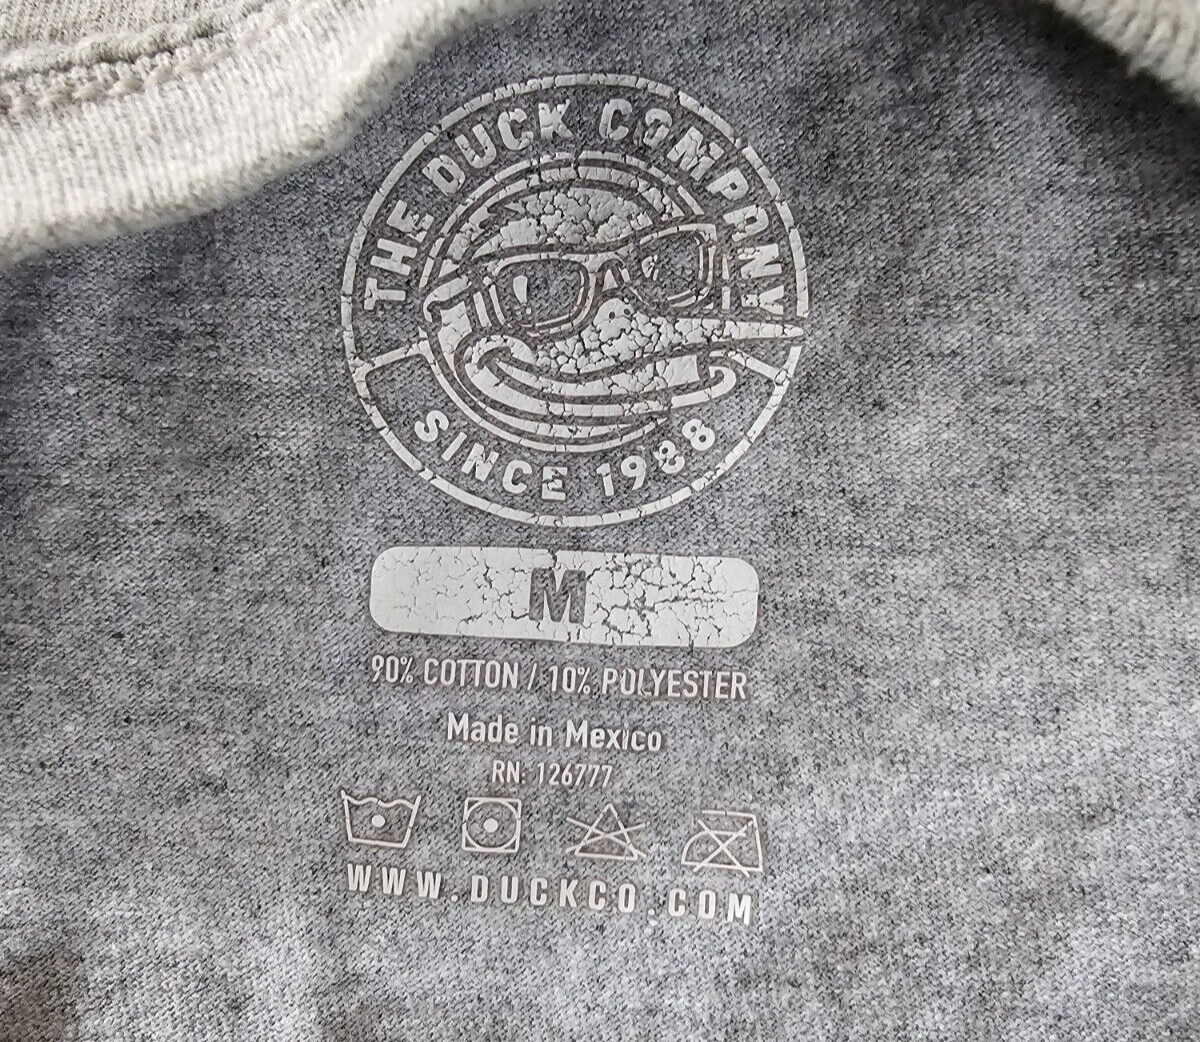 THE DUCK COMPANY
SINCE 1988
M
90% COTTON / 10% POLYESTER
Made in Mexico
RN: 126777
WWW.DUCKCO.COM